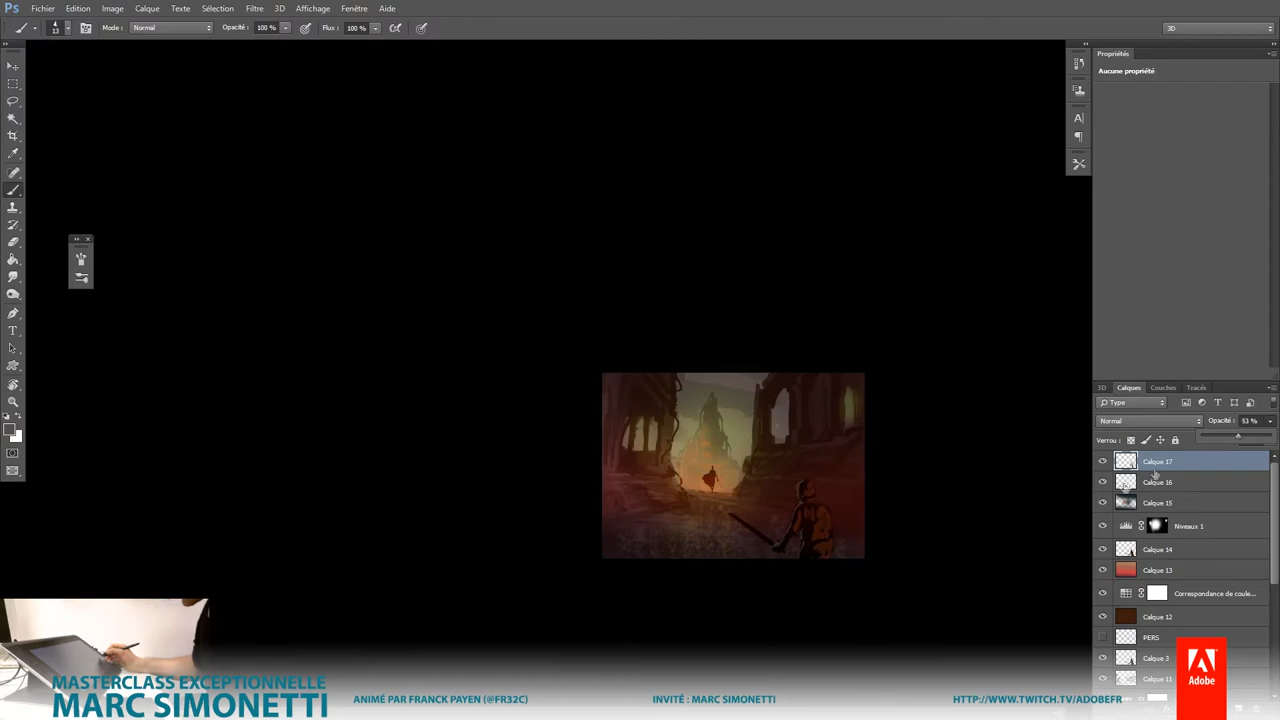 Ps Fichier Edition Image Calque Texte Sélection Filtre 3D Affichage Fenêtre Aide
13 Mode : Normal Opacité : 100 % Flux : 100 % 3D
Propriétés
Aucune propriété
3D Calques Couches Tracés
Type
Normal Opacité : 53 %
Verrou :
Calque 17
Calque 16
Calque 15
Niveaux 1
Calque 14
Calque 13
Correspondance de coule...
Calque 12
PERS
Calque 3
Calque 11
MASTERCLASS EXCEPTIONNELLE
MARC SIMONETTI
ANIMÉ PAR FRANCK PAYEN (@FR32C)
INVITÉ : MARC SIMONETTI
HTTP://WWW.TWITCH.TV/ADOBEFR
Adobe